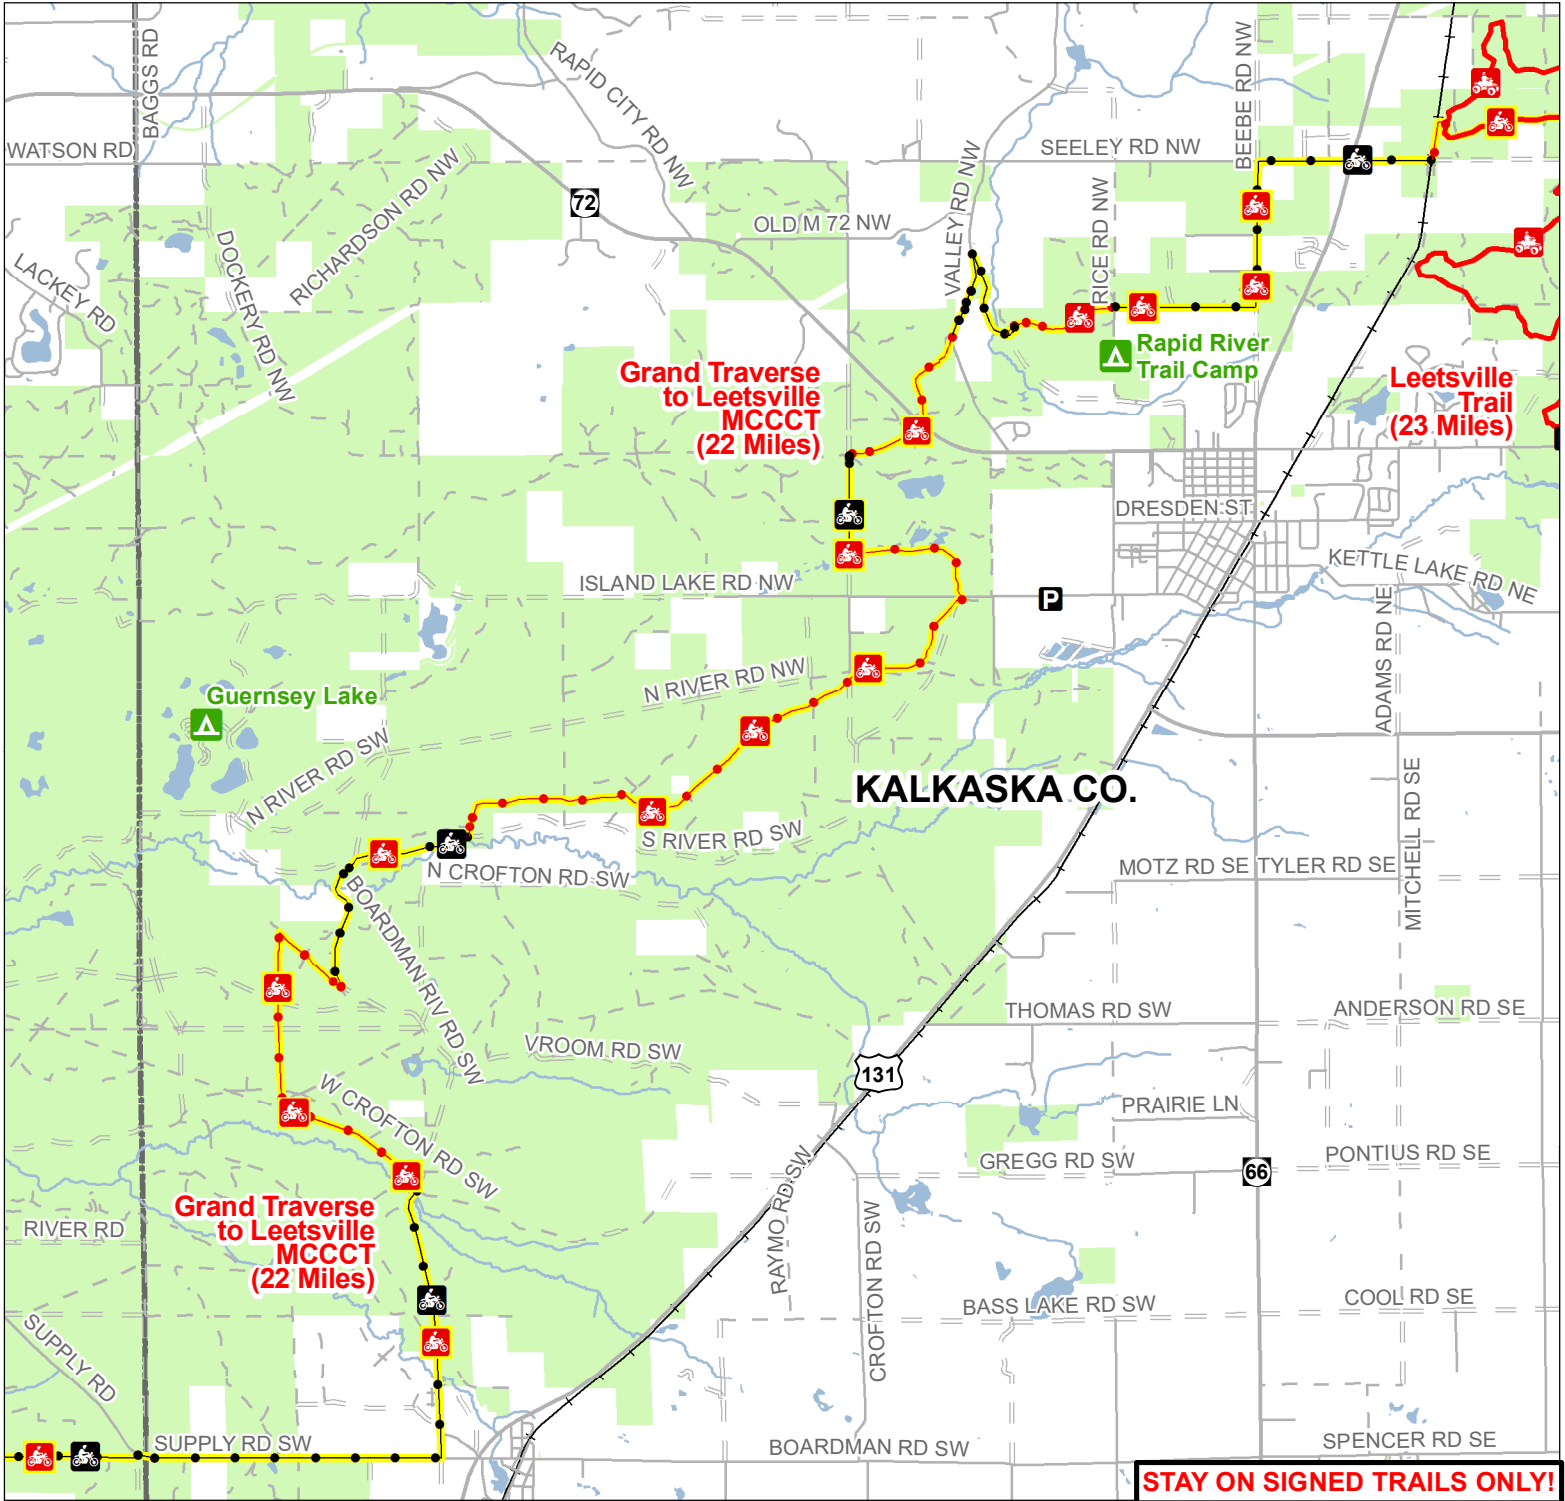 BAGGS RD
RAPID CITY RD NW
BEEBE RD NW
WATSON RD
SEELEY RD NW
RICHARDSON RD NW
VALLEY RD NW
RICE RD NW
72
OLD M 72 NW
LACKEY RD
DOCKERY RD NW
Rapid River
Trail Camp
Grand Traverse
to Leetsville
MCCCT
(22 Miles)
Leetsville
Trail
(23 Miles)
DRESDEN ST
KETTLE LAKE RD NE
ISLAND LAKE RD NW
P
ADAMS RD NE
N RIVER RD NW
Guernsey Lake
N RIVER RD SW
KALKASKA CO.
MITCHELL RD SE
S RIVER RD SW
N CROFTON RD SW
MOTZ RD SE
TYLER RD SE
BOARDMAN RIV RD SW
THOMAS RD SW
ANDERSON RD SE
VROOM RD SW
131
W CROFTON RD SW
PRAIRIE LN
GREGG RD SW
PONTIUS RD SE
66
RAYMO RD SW
Grand Traverse
to Leetsville
MCCCT
(22 Miles)
RIVER RD
CROFTON RD SW
BASS LAKE RD SW
COOL RD SE
SUPPLY RD
SUPPLY RD SW
BOARDMAN RD SW
SPENCER RD SE
STAY ON SIGNED TRAILS ONLY!